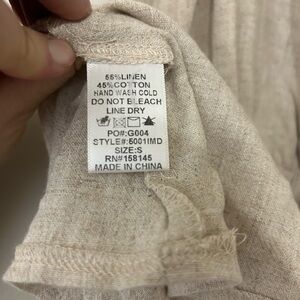 55%LINEN
45%COTTON
HAND WASH COLD
DO NOT BLEACH
LINE DRY
PO#:G004
STYLE#:5001IMD
SIZE:S
RN#158145
MADE IN CHINA